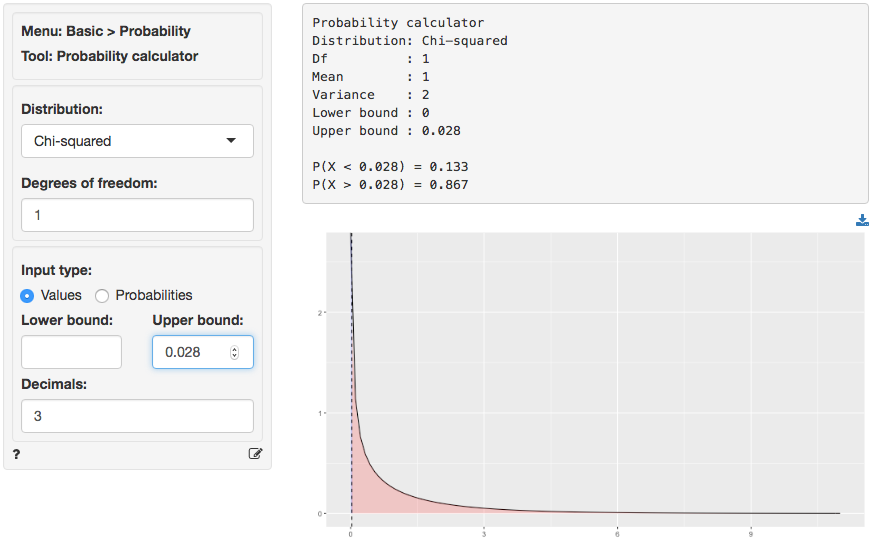 Menu: Basic > Probability
Tool: Probability calculator
Distribution:
Chi-squared
Degrees of freedom:
1
Input type:
Values Probabilities
Lower bound: Upper bound:
0.028
Decimals:
3
?
Probability calculator
Distribution: Chi-squared
Df : 1
Mean : 1
Variance : 2
Lower bound : 0
Upper bound : 0.028
P(X < 0.028) = 0.133
P(X > 0.028) = 0.867
2
1
0
0 3 6 9